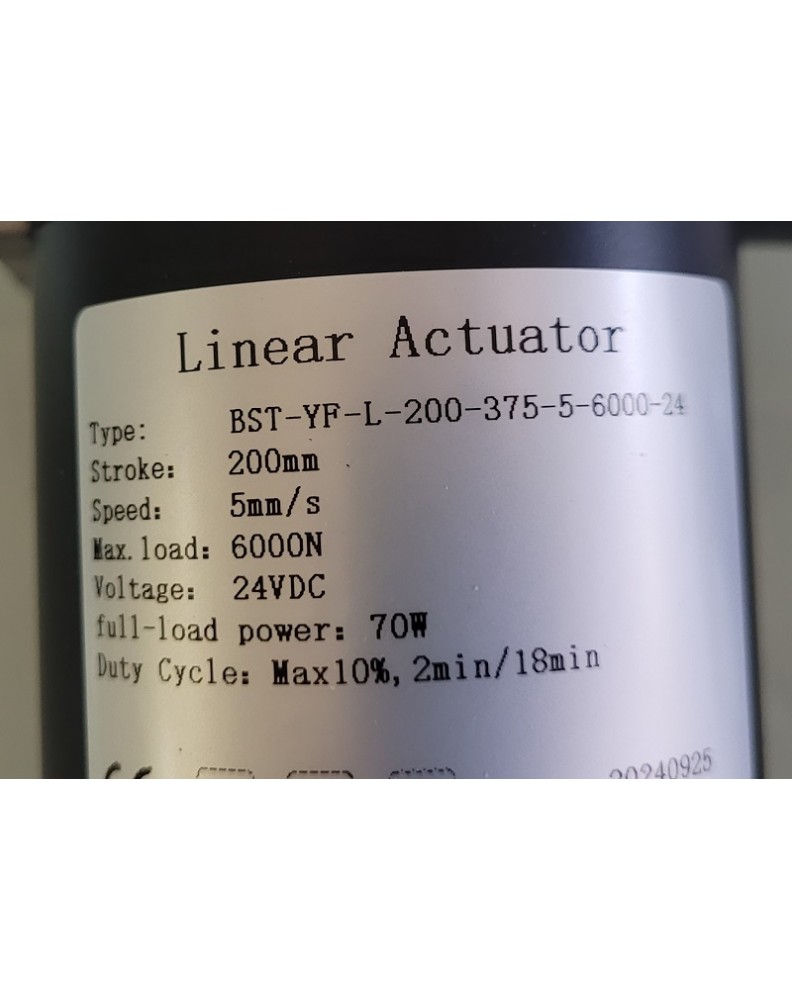 Linear Actuator
Type: BST-YF-L-200-375-5-6000-24
Stroke: 200mm
Speed: 5mm/s
Max.load: 6000N
Voltage: 24VDC
full-load power: 70W
Duty Cycle: Max10%, 2min/18min
CE
20240925